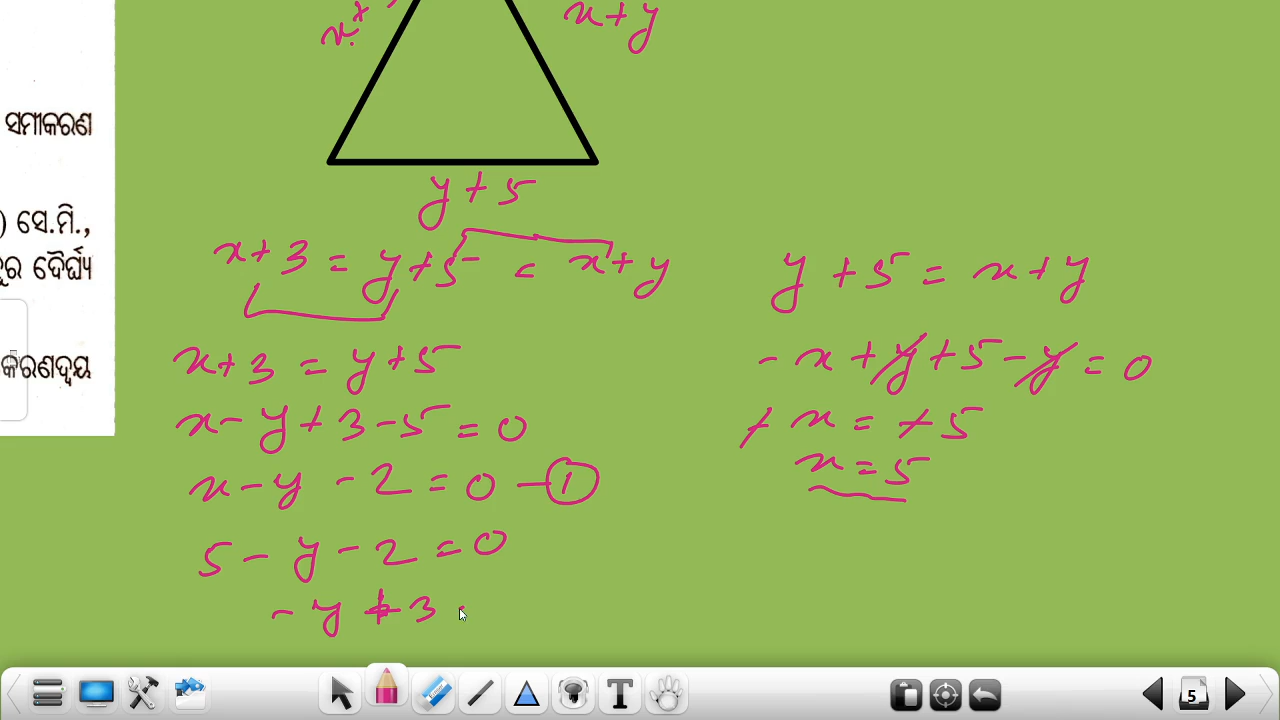 x+3
x+y
ସମୀକରଣ
y+5
) ସେ.ମି.,
ର ଦୈର୍ଘ୍ୟ
କରଣଦ୍ୱୟ
x+3 = y+5 = x+y
x+3 = y+5
x-y+3-5 = 0
x-y-2 = 0 - ①
5-y-2 = 0
-y+3
y+5 = x+y
-x+y+5-y = 0
+x = +5
x = 5
5
T